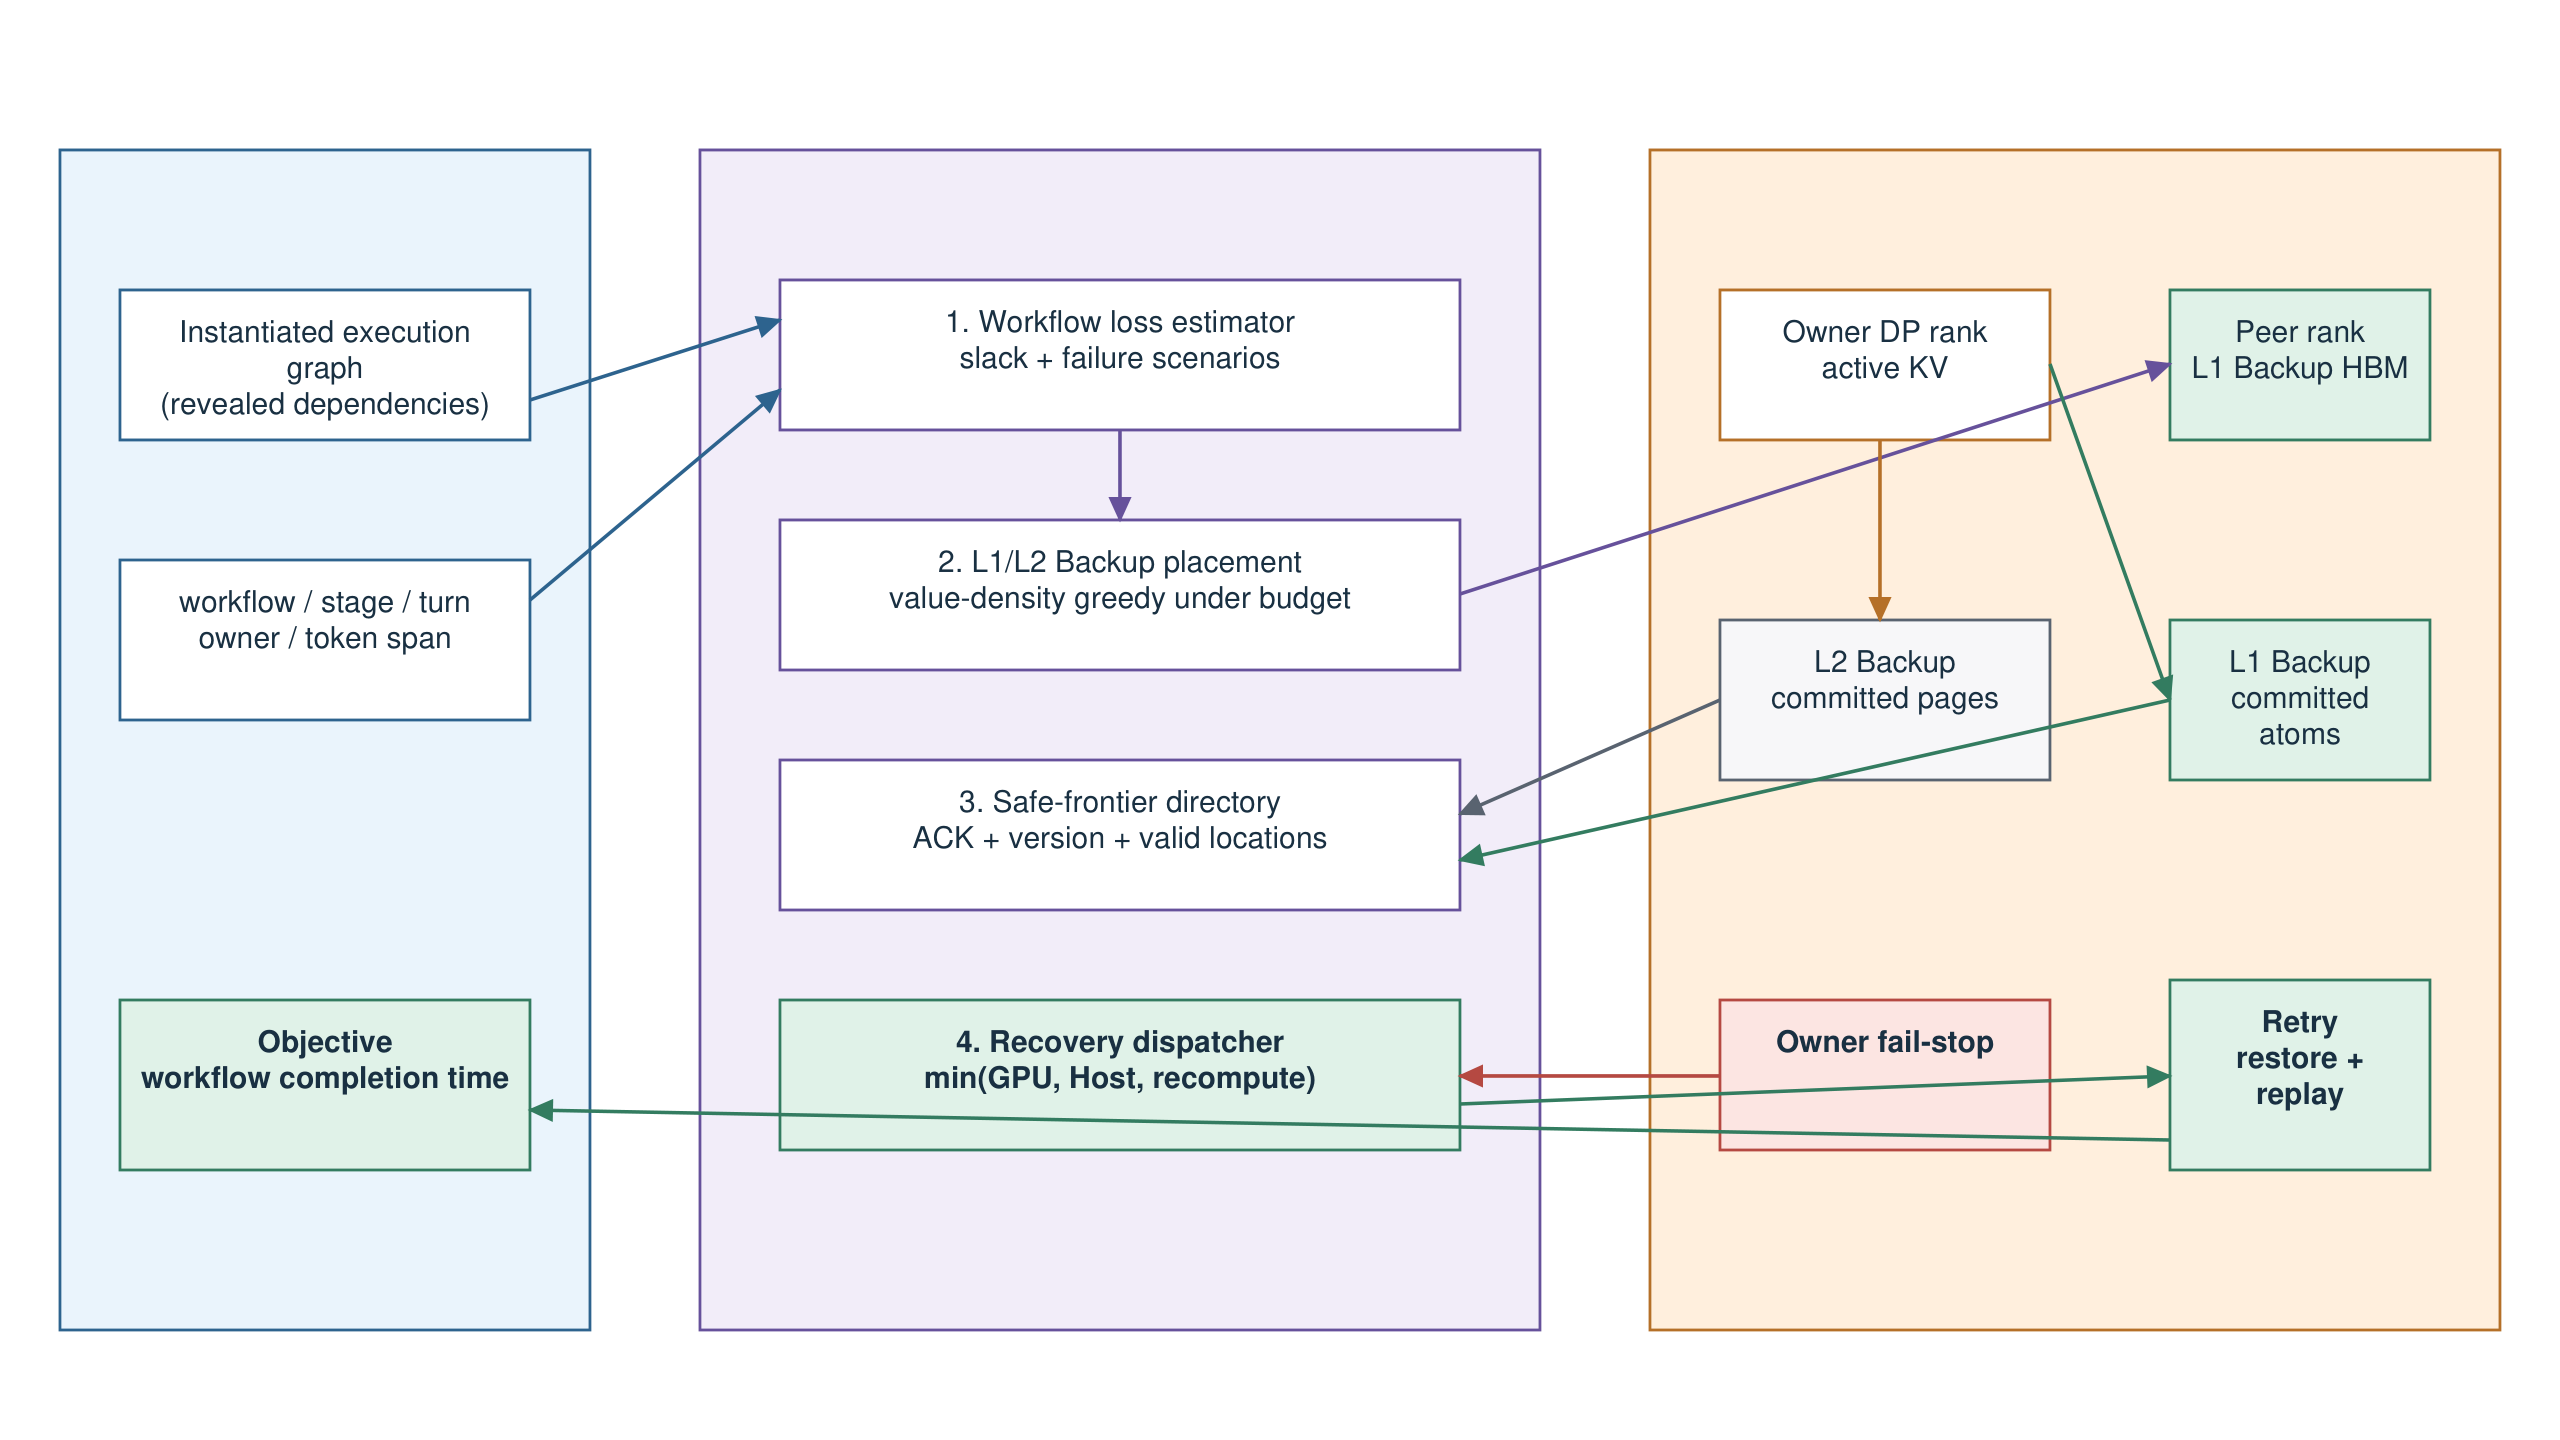 Instantiated execution
graph
(revealed dependencies)
workflow / stage / turn
owner / token span
Objective
workflow completion time
1. Workflow loss estimator
slack + failure scenarios
2. L1/L2 Backup placement
value-density greedy under budget
3. Safe-frontier directory
ACK + version + valid locations
4. Recovery dispatcher
min(GPU, Host, recompute)
Owner DP rank
active KV
Peer rank
L1 Backup HBM
L2 Backup
committed pages
L1 Backup
committed
atoms
Owner fail-stop
Retry
restore +
replay